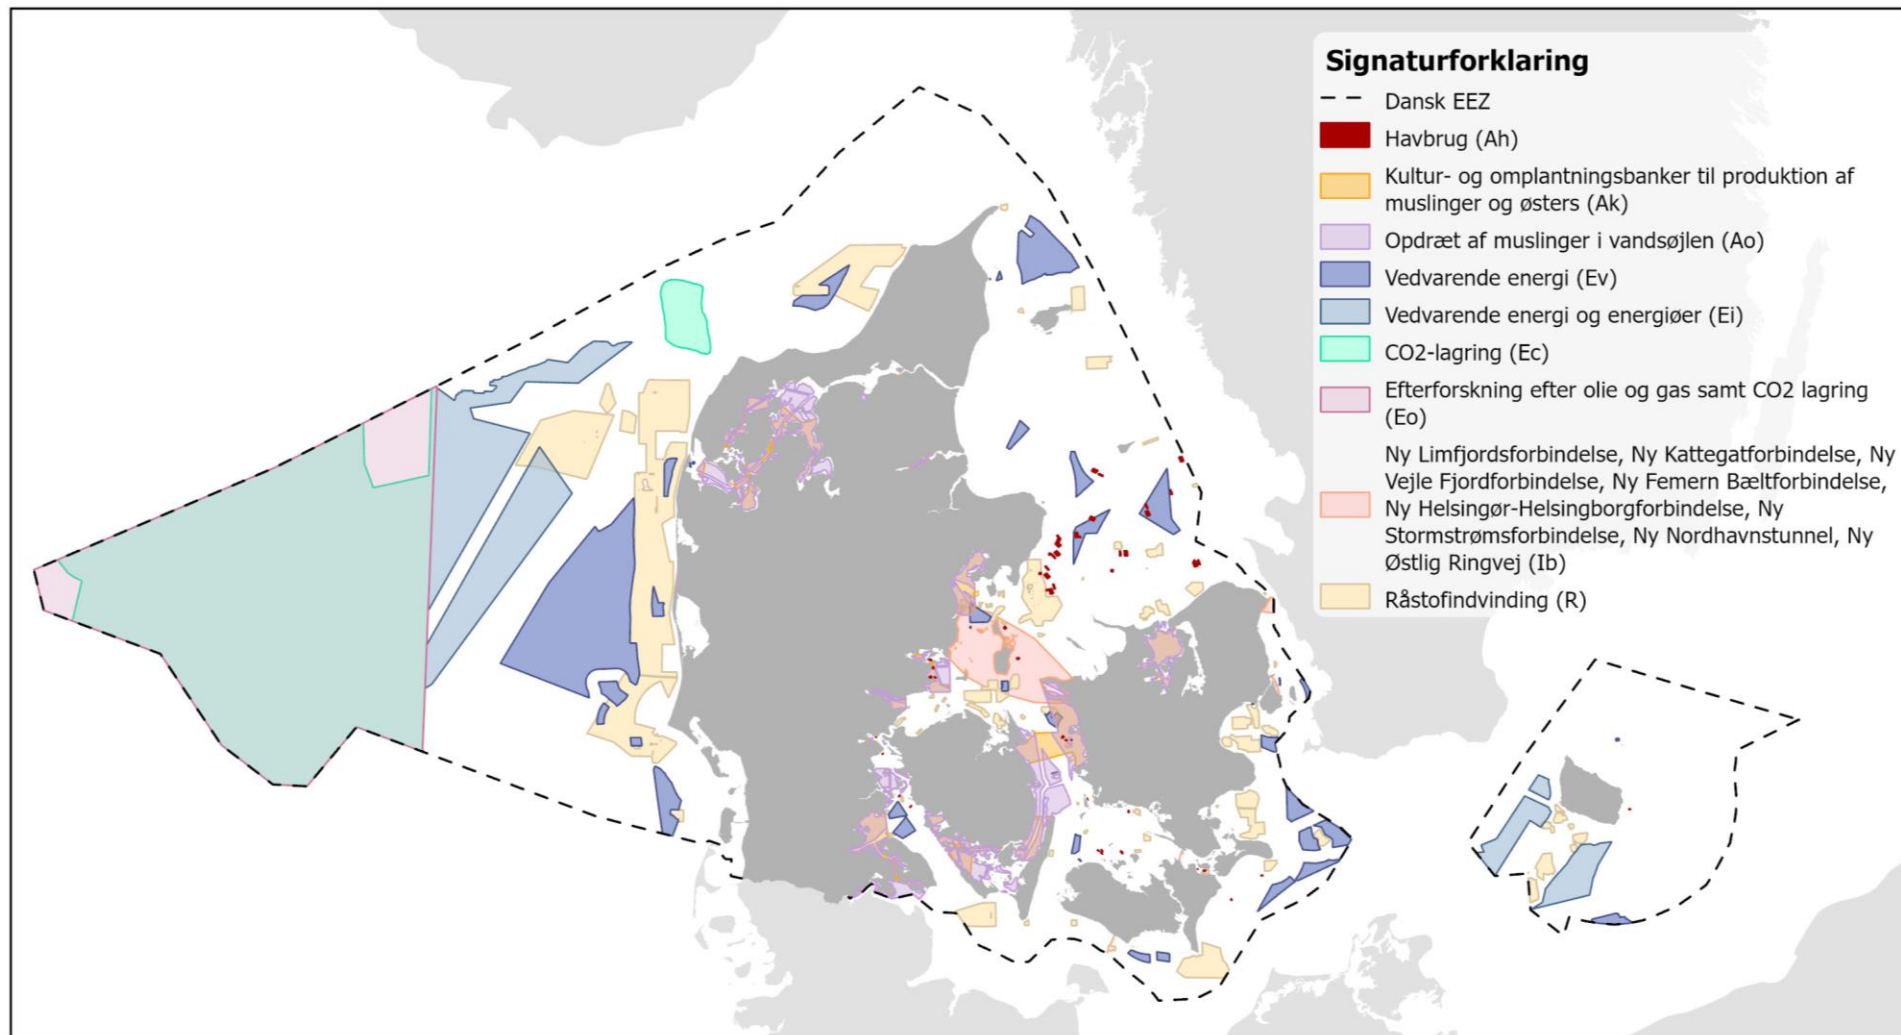 Signaturforklaring
Dansk EEZ
Havbrug (Ah)
Kultur- og omplantningsbanker til produktion af
muslinger og østers (Ak)
Opdræt af muslinger i vandsøjlen (Ao)
Vedvarende energi (Ev)
Vedvarende energi og energiøer (Ei)
CO2-lagring (Ec)
Efterforskning efter olie og gas samt CO2 lagring
(Eo)
Ny Limfjordsforbindelse, Ny Kattegatforbindelse, Ny
Vejle Fjordforbindelse, Ny Femern Bæltforbindelse,
Ny Helsingør-Helsingborgforbindelse, Ny
Stormstrømsforbindelse, Ny Nordhavnstunnel, Ny
Østlig Ringvej (Ib)
Råstofindvinding (R)